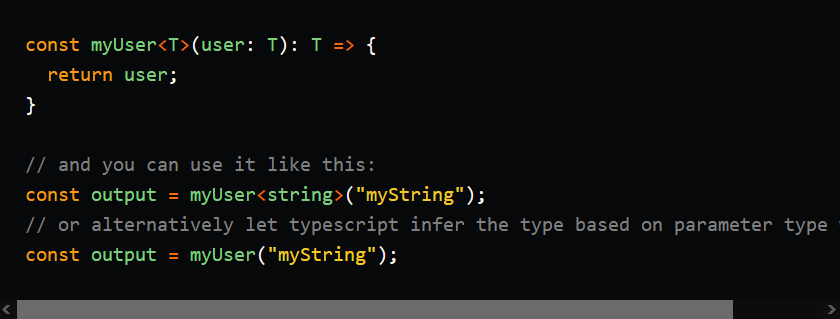 const myUser<T>(user: T): T => {
  return user;
}
// and you can use it like this:
const output = myUser<string>("myString");
// or alternatively let typescript infer the type based on parameter type
const output = myUser("myString");